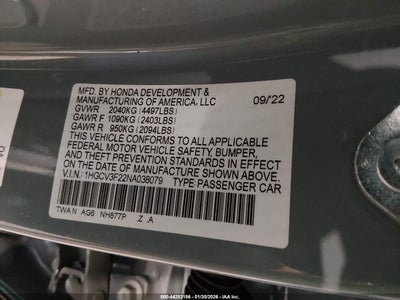 MFD. BY HONDA DEVELOPMENT &
MANUFACTURING OF AMERICA, LLC 09/22
GVWR 2040KG (4497LBS)
GAWR F 1090KG (2403LBS)
GAWR R 950KG (2094LBS)
THIS VEHICLE CONFORMS TO ALL
APPLICABLE FEDERAL MOTOR VEHICLE SAFETY, BUMPER,
AND THEFT PREVENTION STANDARDS IN EFFECT ON
THE DATE OF MANUFACTURE SHOWN ABOVE.
V.I.N.: 1HGCV3F22NA038079 TYPE:PASSENGER CAR
TWAN AG6 NH877P Z A
000-44253186 - (01/30/2026) - IAA Holdings, LLC